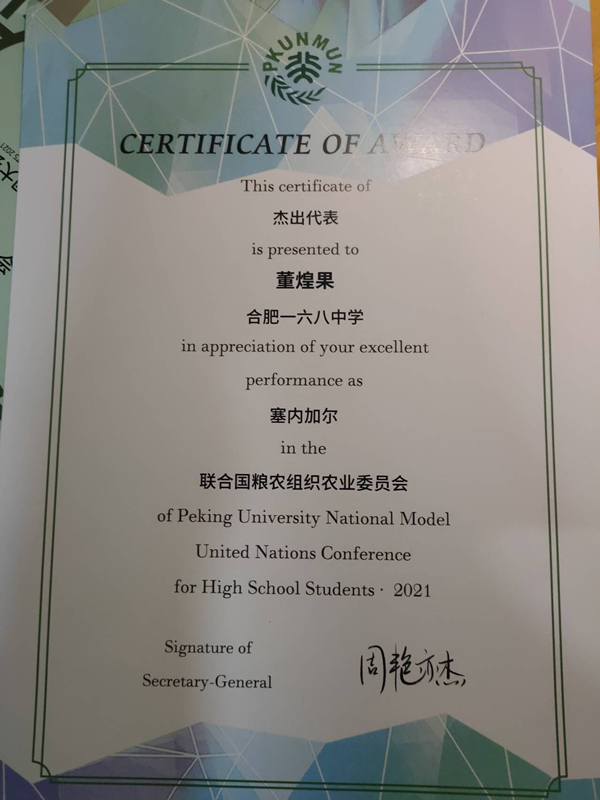 PKUNMUN
CERTIFICATE OF AWARD
This certificate of
杰出代表
is presented to
董煌果
合肥一六八中学
in appreciation of your excellent
performance as
塞内加尔
in the
联合国粮农组织农业委员会
of Peking University National Model
United Nations Conference
for High School Students · 2021
Signature of
Secretary-General